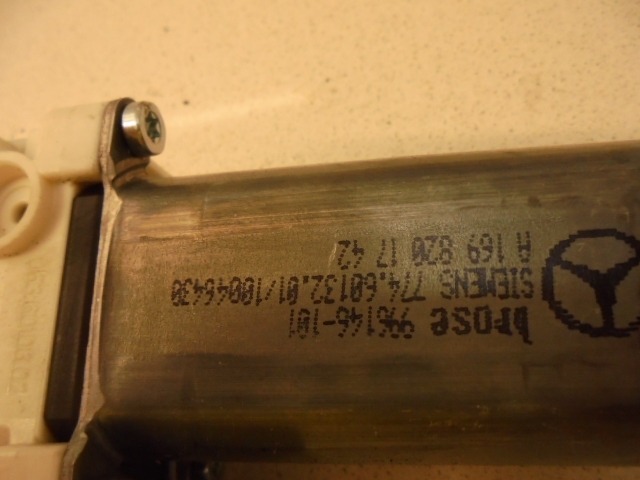 brose 996146-101
SIEMENS 774.60132.01/10046430
A 169 820 17 42